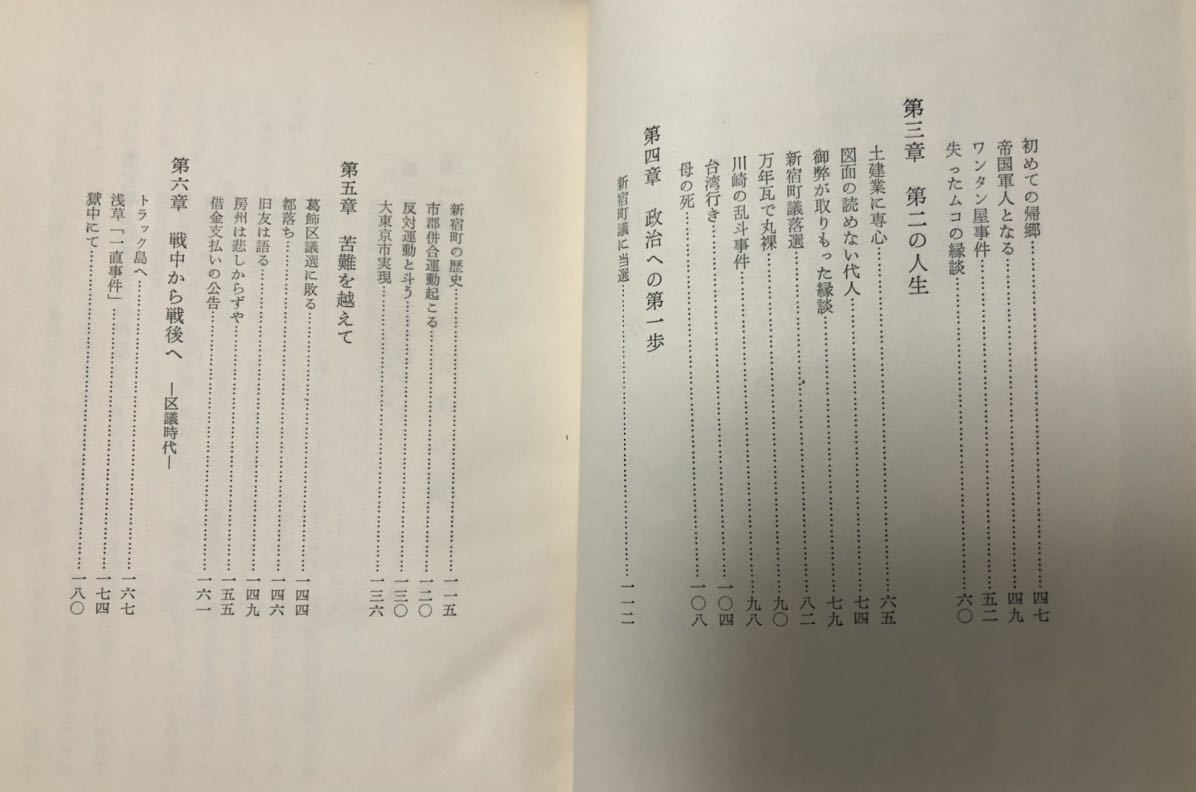 初めての帰郷……四七
帝国軍人となる……四九
ワンタン屋事件……五二
失ったムコの縁談……六〇
第三章　第二の人生
土建業に専心……六五
図面の読めない代人……七四
御弊が取りもった縁談……七九
新宿町議落選……八二
万年瓦で丸裸……九〇
川崎の乱斗事件……九八
台湾行き……一〇四
母の死……一〇八
第四章　政治への第一歩
新宿町議に当選……一一二
新宿町の歴史……一一五
市郡併合運動起こる……一二〇
反対運動と斗う……一三〇
大東京市実現……一三六
第五章　苦難を越えて
葛飾区議選に敗る……一四四
都落ち……一四六
旧友は語る……一四九
房州は悲しからずや……一五五
借金支払いの公告……一六一
第六章　戦中から戦後へ　―区議時代―
トラック島へ……一六七
浅草「一直事件」……一七四
獄中にて……一八〇